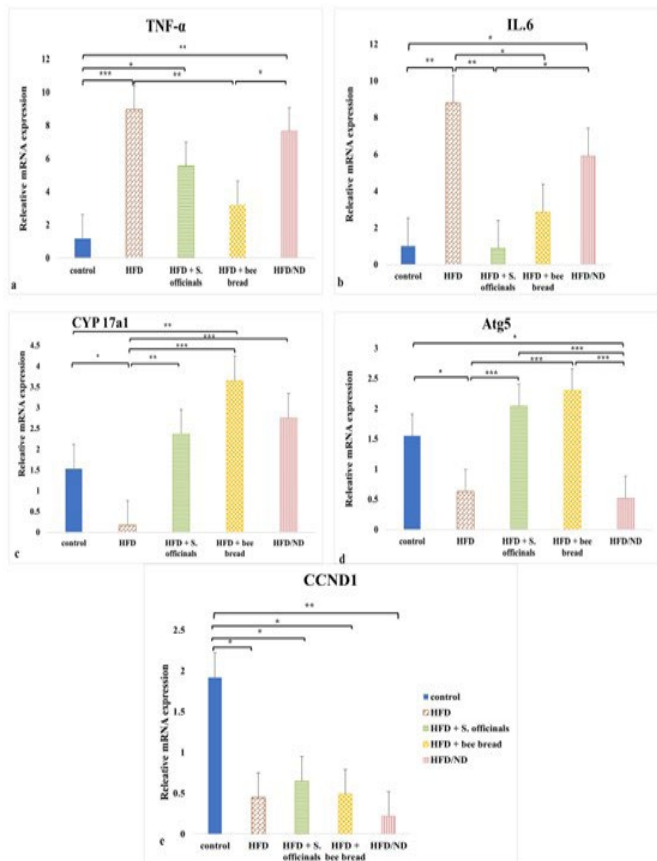 TNF-α
**
*
***
**
*
Releative mRNA expression
10
8
6
4
2
0
control
HFD
HFD + S. officinals
HFD + bee bread
HFD/ND
a
IL.6
*
*
**
**
*
Releative mRNA expression
12
10
8
6
4
2
0
control
HFD
HFD + S. officinals
HFD + bee bread
HFD/ND
b
CYP 17a1
**
***
***
*
**
Releative mRNA expression
4.5
4
3.5
3
2.5
2
1.5
1
0.5
0
control
HFD
HFD + S. officinals
HFD + bee bread
HFD/ND
c
Atg5
*
***
***
***
*
***
Releative mRNA expression
3
2.5
2
1.5
1
0.5
0
control
HFD
HFD + S. officinals
HFD + bee bread
HFD/ND
d
CCND1
**
*
*
*
Releative mRNA expression
2.5
2
1.5
1
0.5
0
control
HFD
HFD + S. officinals
HFD + bee bread
HFD/ND
e
control
HFD
HFD + S. officinals
HFD + bee bread
HFD/ND